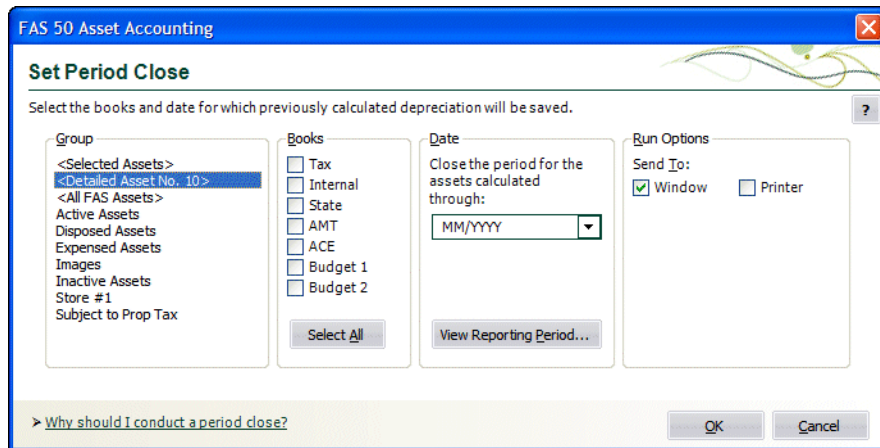 FAS 50 Asset Accounting
Set Period Close
Select the books and date for which previously calculated depreciation will be saved.
?
Group
<Selected Assets>
<Detailed Asset No. 10>
<All FAS Assets>
Active Assets
Disposed Assets
Expensed Assets
Images
Inactive Assets
Store #1
Subject to Prop Tax
Books
Tax
Internal
State
AMT
ACE
Budget 1
Budget 2
Select All
Date
Close the period for the
assets calculated
through:
MM/YYYY
View Reporting Period...
Run Options
Send To:
Window
Printer
Why should I conduct a period close?
OK
Cancel